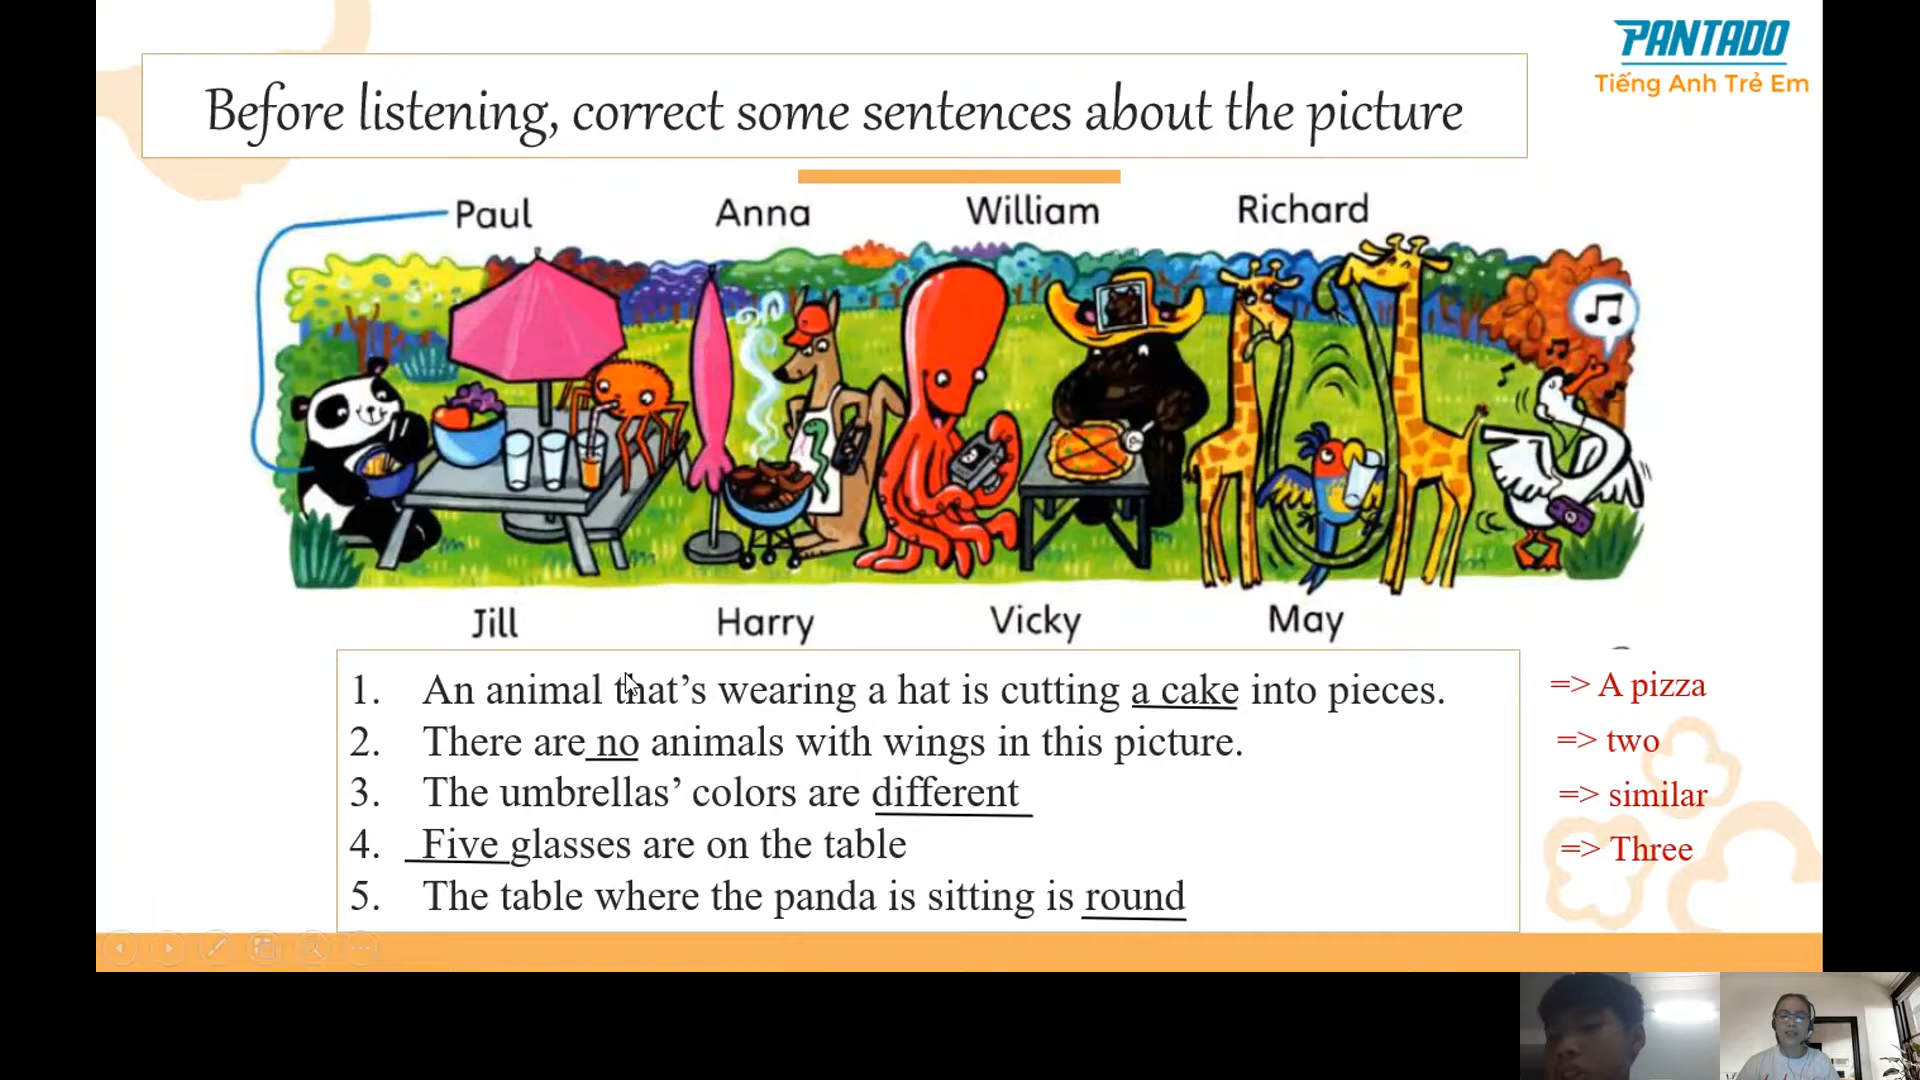 PANTADO
Tiếng Anh Trẻ Em
Before listening, correct some sentences about the picture
Paul Anna William Richard
Jill Harry Vicky May
1. An animal that's wearing a hat is cutting a cake into pieces. => A pizza
2. There are no animals with wings in this picture. => two
3. The umbrellas' colors are different => similar
4. Five glasses are on the table => Three
5. The table where the panda is sitting is round